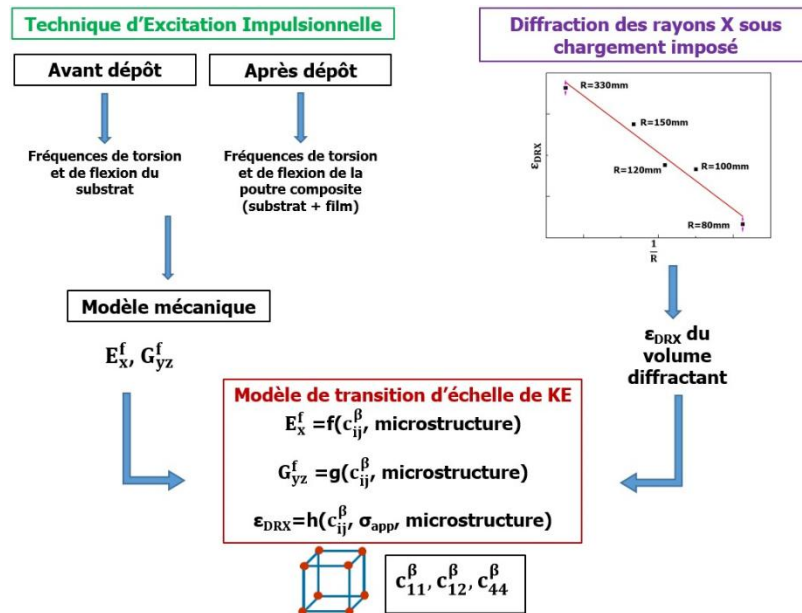 Technique d'Excitation Impulsionnelle
Avant dépôt
Après dépôt
Fréquences de torsion
et de flexion du
substrat
Fréquences de torsion
et de flexion de la
poutre composite
(substrat + film)
Modèle mécanique
E_x^f, G_yz^f
Diffraction des rayons X sous
chargement imposé
R=330mm
R=150mm
R=120mm
R=100mm
R=80mm
ε_DRX
1/R
ε_DRX du
volume
diffractant
Modèle de transition d'échelle de KE
E_x^f =f(c_ij^β, microstructure)
G_yz^f =g(c_ij^β, microstructure)
ε_DRX=h(c_ij^β, σ_app, microstructure)
c_11^β, c_12^β, c_44^β